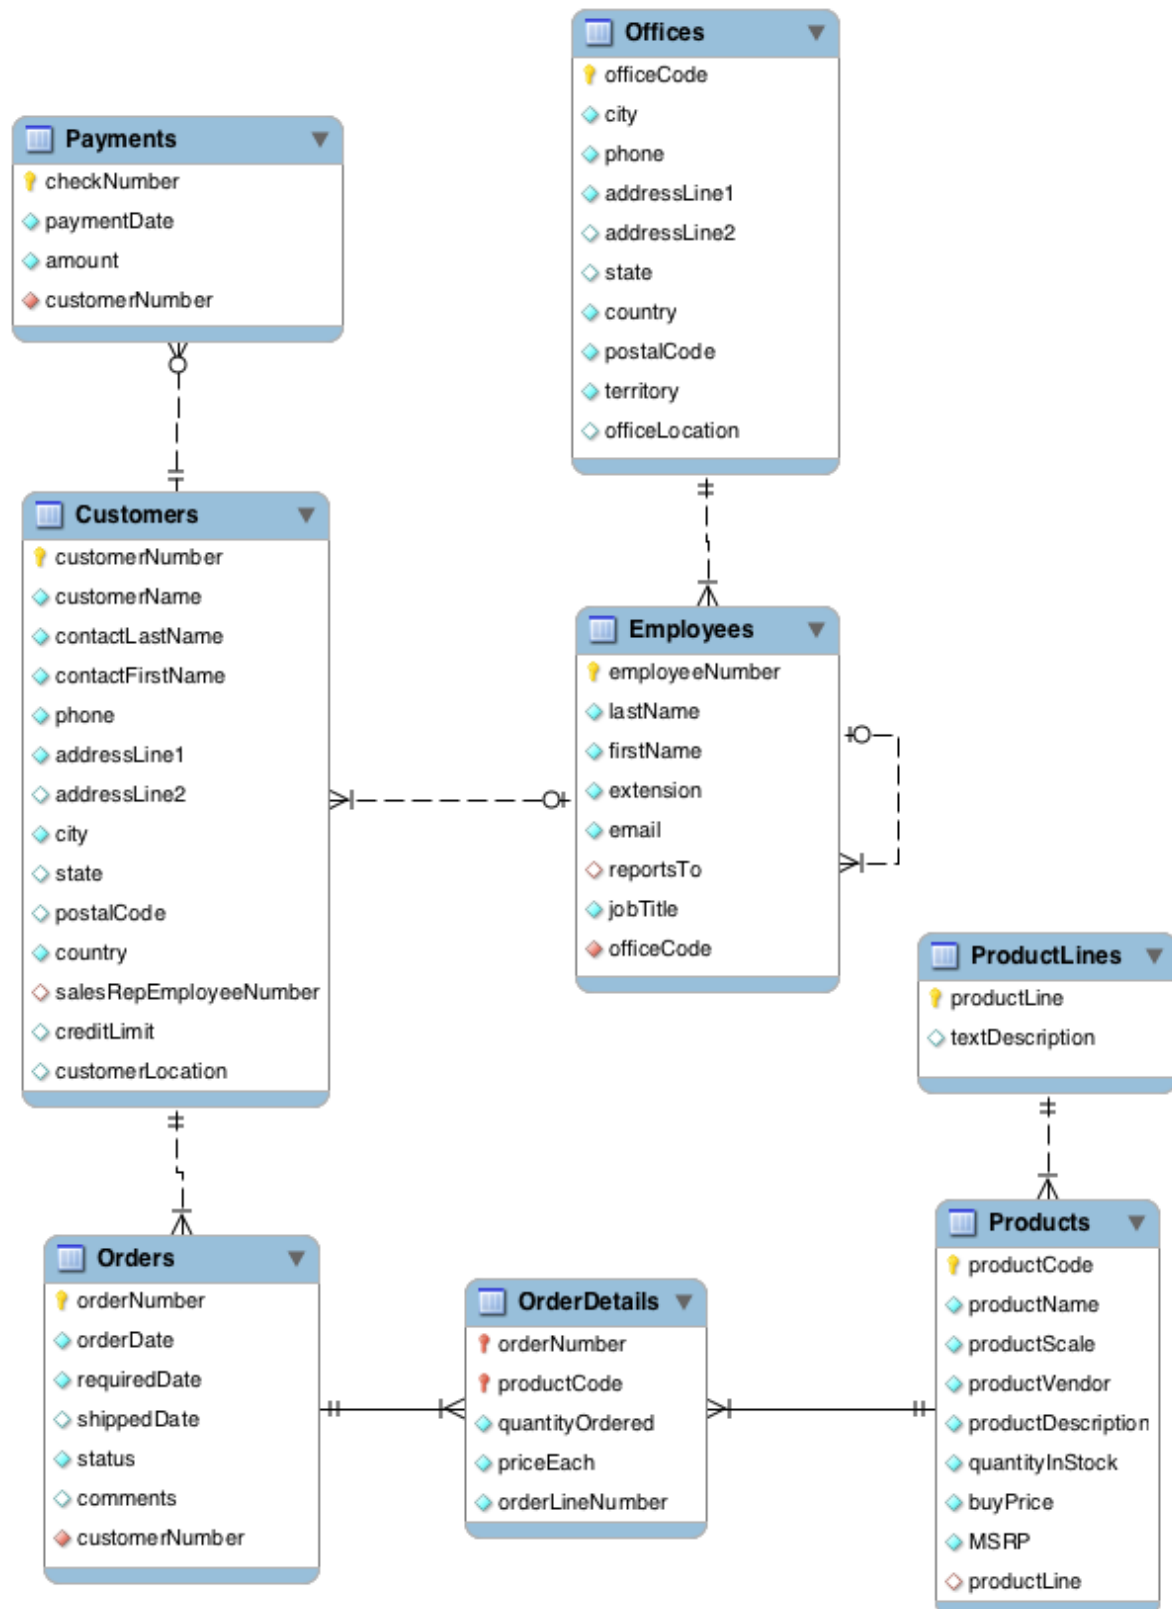 Offices
officeCode
city
phone
addressLine1
addressLine2
state
country
postalCode
territory
officeLocation
Payments
checkNumber
paymentDate
amount
customerNumber
Customers
customerNumber
customerName
contactLastName
contactFirstName
phone
addressLine1
addressLine2
city
state
postalCode
country
salesRepEmployeeNumber
creditLimit
customerLocation
Employees
employeeNumber
lastName
firstName
extension
email
reportsTo
jobTitle
officeCode
ProductLines
productLine
textDescription
Orders
orderNumber
orderDate
requiredDate
shippedDate
status
comments
customerNumber
OrderDetails
orderNumber
productCode
quantityOrdered
priceEach
orderLineNumber
Products
productCode
productName
productScale
productVendor
productDescription
quantityInStock
buyPrice
MSRP
productLine